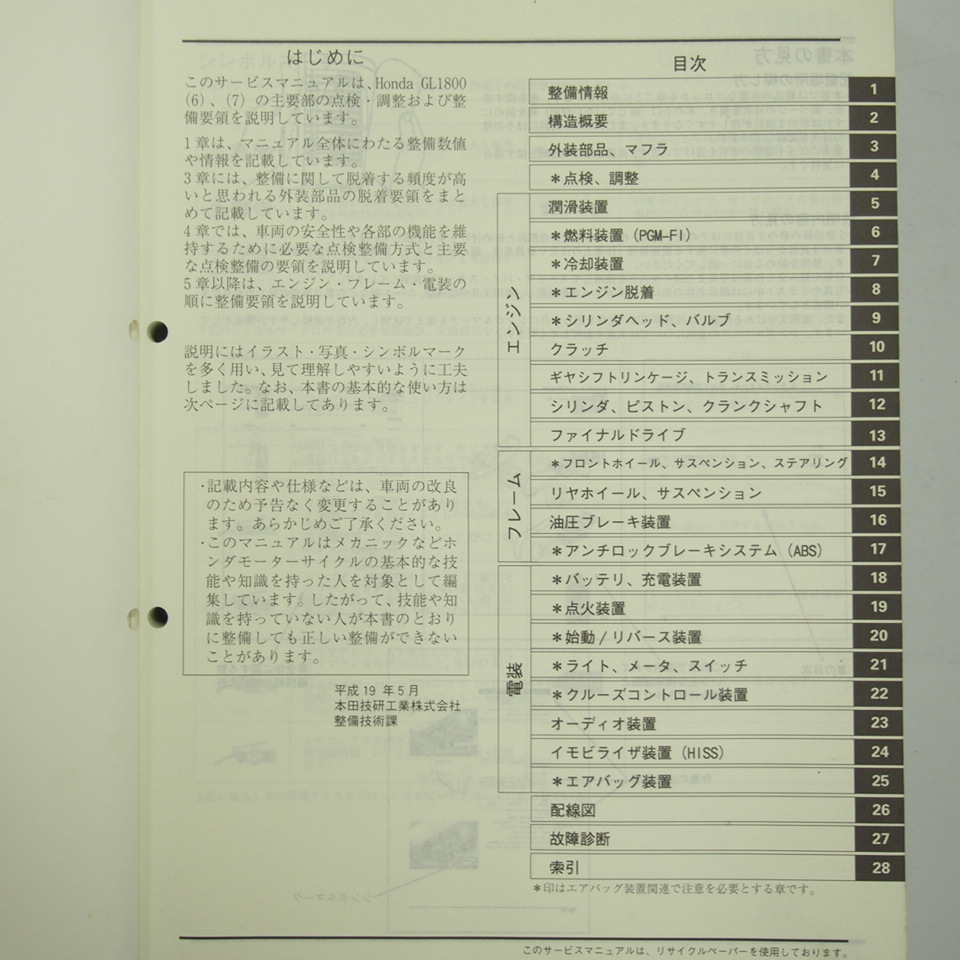 はじめに
このサービスマニュアルは、Honda GL1800
(6)、(7) の主要部の点検・調整および整
備要領を説明しています。
1章は、マニュアル全体にわたる整備数値
や情報を記載しています。
3章には、整備に関して脱着する頻度が高
いと思われる外装部品の脱着要領をまと
めて記載しています。
4章では、車両の安全性や各部の機能を維
持するために必要な点検整備方式と主要
な点検整備の要領を説明しています。
5章以降は、エンジン・フレーム・電装の
順に整備要領を説明しています。
説明にはイラスト・写真・シンボルマーク
を多く用い、見て理解しやすいように工夫
しました。なお、本書の基本的な使い方は
次ページに記載してあります。
・記載内容や仕様などは、車両の改良
のため予告なく変更することがあり
ます。あらかじめご了承ください。
・このマニュアルはメカニックなどホ
ンダモーターサイクルの基本的な技
能や知識を持った人を対象として編
集しています。したがって、技能や知
識を持っていない人が本書のとおり
に整備しても正しい整備ができない
ことがあります。
平成19年5月
本田技研工業株式会社
整備技術課
目次
整備情報 1
構造概要 2
外装部品、マフラ 3
＊点検、調整 4
エンジン
潤滑装置 5
＊燃料装置 (PGM-FI) 6
＊冷却装置 7
＊エンジン脱着 8
＊シリンダヘッド、バルブ 9
クラッチ 10
ギヤシフトリンケージ、トランスミッション 11
シリンダ、ピストン、クランクシャフト 12
ファイナルドライブ 13
フレーム
＊フロントホイール、サスペンション、ステアリング 14
リヤホイール、サスペンション 15
油圧ブレーキ装置 16
＊アンチロックブレーキシステム (ABS) 17
電装
＊バッテリ、充電装置 18
＊点火装置 19
＊始動/リバース装置 20
＊ライト、メータ、スイッチ 21
＊クルーズコントロール装置 22
オーディオ装置 23
イモビライザ装置 (HISS) 24
＊エアバッグ装置 25
配線図 26
故障診断 27
索引 28
＊印はエアバッグ装置関連で注意を必要とする章です。
このサービスマニュアルは、リサイクルペーパーを使用しております。